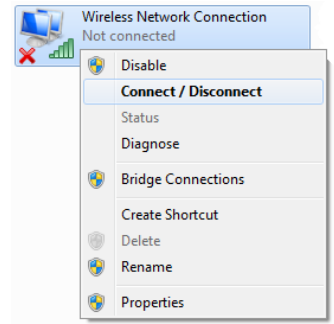 Wireless Network Connection
Not connected
Disable
Connect / Disconnect
Status
Diagnose
Bridge Connections
Create Shortcut
Delete
Rename
Properties